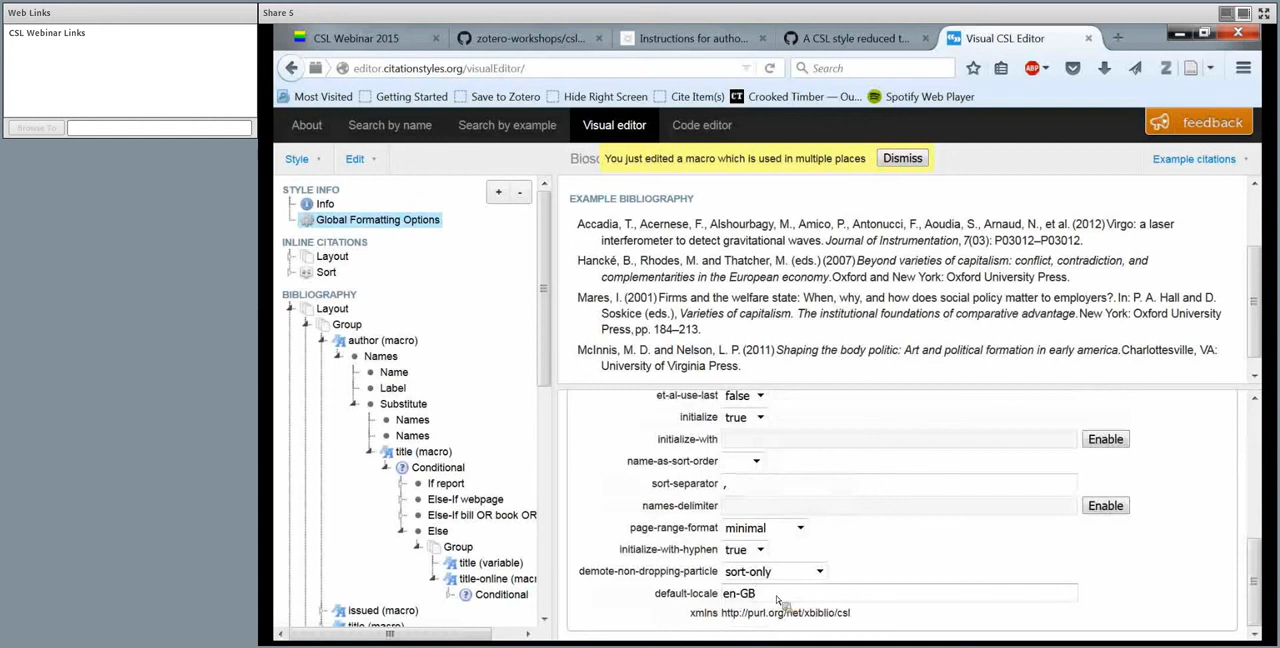 Web Links
Share 5
CSL Webinar Links
Browse To
CSL Webinar 2015
zotero-workshops/csl...
Instructions for autho...
A CSL style reduced t...
Visual CSL Editor
editor.citationstyles.org/visualEditor/
Search
Most Visited
Getting Started
Save to Zotero
Hide Right Screen
Cite Item(s)
Crooked Timber — Ou...
Spotify Web Player
About
Search by name
Search by example
Visual editor
Code editor
feedback
Style
Edit
Biosc
You just edited a macro which is used in multiple places
Dismiss
Example citations
STYLE INFO
Info
Global Formatting Options
INLINE CITATIONS
Layout
Sort
BIBLIOGRAPHY
Layout
Group
author (macro)
Names
Name
Label
Substitute
Names
Names
title (macro)
Conditional
If report
Else-If webpage
Else-If bill OR book OR
Else
Group
title (variable)
title-online (mac
Conditional
issued (macro)
title (macro)
EXAMPLE BIBLIOGRAPHY
Accadia, T., Acernese, F., Alshourbagy, M., Amico, P., Antonucci, F., Aoudia, S., Arnaud, N., et al. (2012) Virgo: a laser
interferometer to detect gravitational waves. Journal of Instrumentation, 7(03): P03012–P03012.
Hancké, B., Rhodes, M. and Thatcher, M. (eds.) (2007) Beyond varieties of capitalism: conflict, contradiction, and
complementarities in the European economy. Oxford and New York: Oxford University Press.
Mares, I. (2001) Firms and the welfare state: When, why, and how does social policy matter to employers?. In: P. A. Hall and D.
Soskice (eds.), Varieties of capitalism. The institutional foundations of comparative advantage. New York: Oxford University
Press, pp. 184–213.
McInnis, M. D. and Nelson, L. P. (2011) Shaping the body politic: Art and political formation in early america. Charlottesville, VA:
University of Virginia Press.
et-al-use-last false
initialize true
initialize-with Enable
name-as-sort-order
sort-separator ,
names-delimiter Enable
page-range-format minimal
initialize-with-hyphen true
demote-non-dropping-particle sort-only
default-locale en-GB
xmlns http://purl.org/net/xbiblio/csl